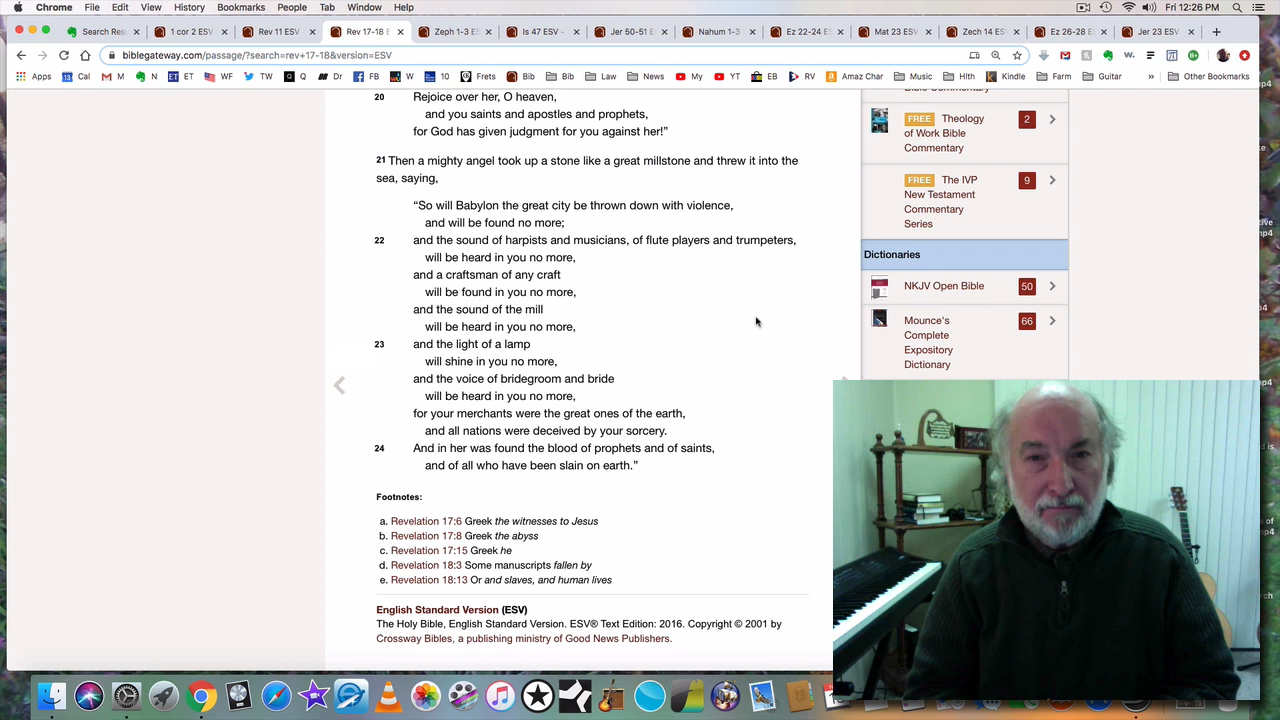 Chrome File Edit View History Bookmarks People Tab Window Help Fri 12:26 PM
Search Res 1 cor 2 ESV Rev 11 ESV Rev 17-18 E Zeph 1-3 E Is 47 ESV - Jer 50-51 E Nahum 1-3 Ez 22-24 Mat 23 ESV Zech 14 ESV Ez 26-28 E Jer 23 ESV
biblegateway.com/passage/?search=rev+17-18&version=ESV
Apps Cal M N ET WF TW Q Dr FB W 10 Frets Bib Bib Law News My YT EB RV Amaz Char Music Hlth Kindle Farm Guitar » Other Bookmarks
20 Rejoice over her, O heaven,
and you saints and apostles and prophets,
for God has given judgment for you against her!”
21 Then a mighty angel took up a stone like a great millstone and threw it into the
sea, saying,
“So will Babylon the great city be thrown down with violence,
and will be found no more;
22 and the sound of harpists and musicians, of flute players and trumpeters,
will be heard in you no more,
and a craftsman of any craft
will be found in you no more,
and the sound of the mill
will be heard in you no more,
23 and the light of a lamp
will shine in you no more,
and the voice of bridegroom and bride
will be heard in you no more,
for your merchants were the great ones of the earth,
and all nations were deceived by your sorcery.
24 And in her was found the blood of prophets and of saints,
and of all who have been slain on earth.”
Footnotes:
a. Revelation 17:6 Greek the witnesses to Jesus
b. Revelation 17:8 Greek the abyss
c. Revelation 17:15 Greek he
d. Revelation 18:3 Some manuscripts fallen by
e. Revelation 18:13 Or and slaves, and human lives
English Standard Version (ESV)
The Holy Bible, English Standard Version. ESV® Text Edition: 2016. Copyright © 2001 by
Crossway Bibles, a publishing ministry of Good News Publishers.
Bible Commentary
FREE Theology 2
of Work Bible
Commentary
FREE The IVP 9
New Testament
Commentary
Series
Dictionaries
NKJV Open Bible 50
Mounce's 66
Complete
Expository
Dictionary